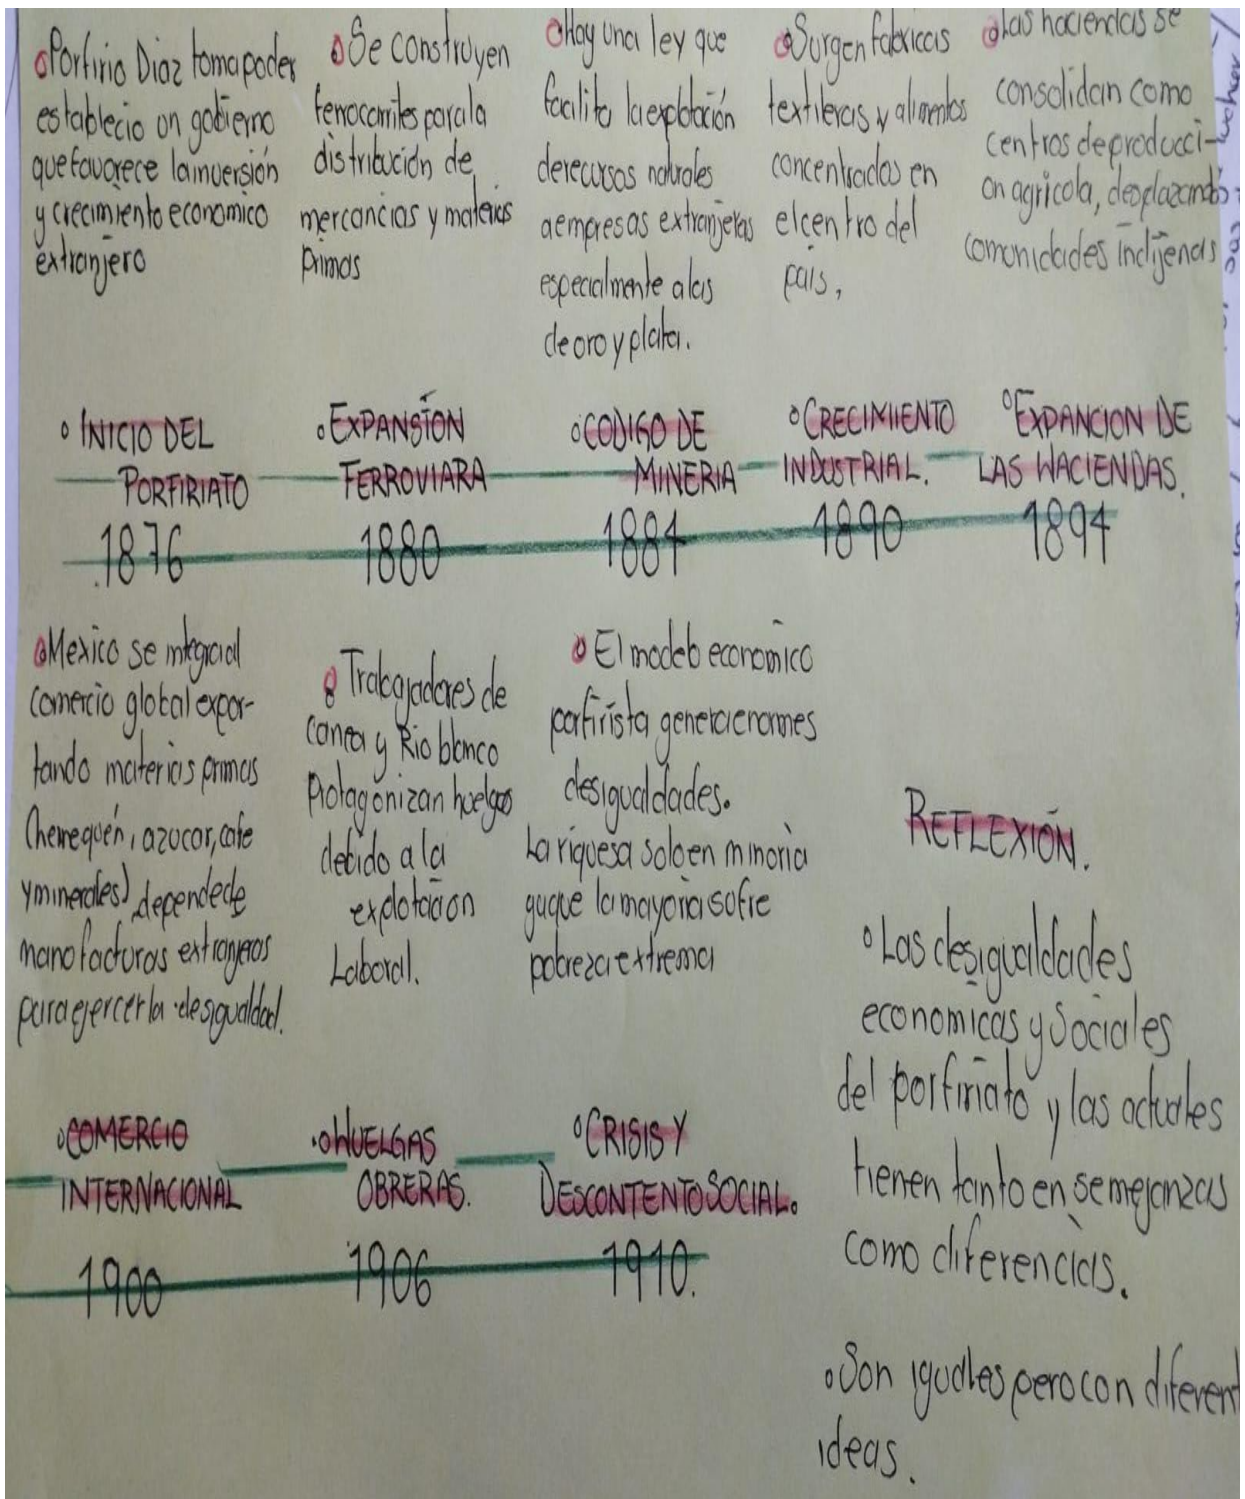 Porfirio Diaz toma poder
establecio un gobierno
que favorece la inversión
y crecimiento economico
extranjero
Se construyen
ferrocarriles para la
distribución de
mercancias y materias
primas
Hay una ley que
facilita la explotación
de recursos naturales
a empresas extranjeras
especialmente a las
de oro y plata.
Surgen fabricas
textileras y alimentos
concentrados en
el centro del
país,
Las haciendas se
consolidan como
centros de producci-
on agricola, desplazando
comunidades indijenas
INICIO DEL
PORFIRIATO
1876
EXPANSIÓN
FERROVIARA
1880
CODIGO DE
MINERIA
1884
CRECIMIENTO
INDUSTRIAL.
1890
EXPANCION DE
LAS HACIENDAS.
1894
Mexico se integra al
comercio global expor-
tando materias primas
(henequén, azucar, cafe
y minerales) depende de
manofacturas extranjeras
para ejercer la desigualdad.
Trabajadores de
canea y Rio blanco
Protagonizan huelgas
debido a la
explotación
Laboral.
El modelo económico
porfirista genera enormes
desigualdades.
La riquesa solo en minoria
ya que la mayoria sofre
pobreza extrema
COMERCIO
INTERNACIONAL
1900
HUELGAS
OBRERAS.
1906
CRISIS Y
DESCONTENTO SOCIAL.
1910.
REFLEXIÓN.
Las desigualdades
economicas y Sociales
del porfiriato y las actuales
tienen tanto en semejanzas
como diferencias.
Son iguales pero con diferent
ideas.